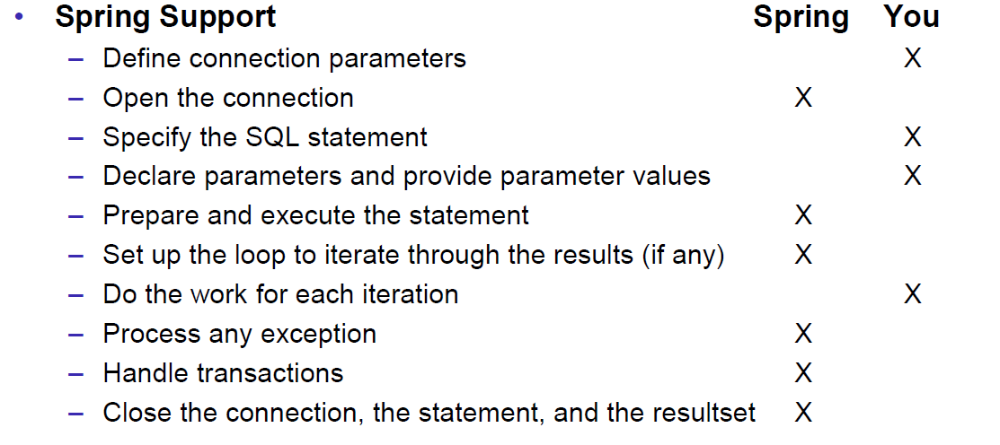 • Spring Support Spring You
– Define connection parameters X
– Open the connection X
– Specify the SQL statement X
– Declare parameters and provide parameter values X
– Prepare and execute the statement X
– Set up the loop to iterate through the results (if any) X
– Do the work for each iteration X
– Process any exception X
– Handle transactions X
– Close the connection, the statement, and the resultset X